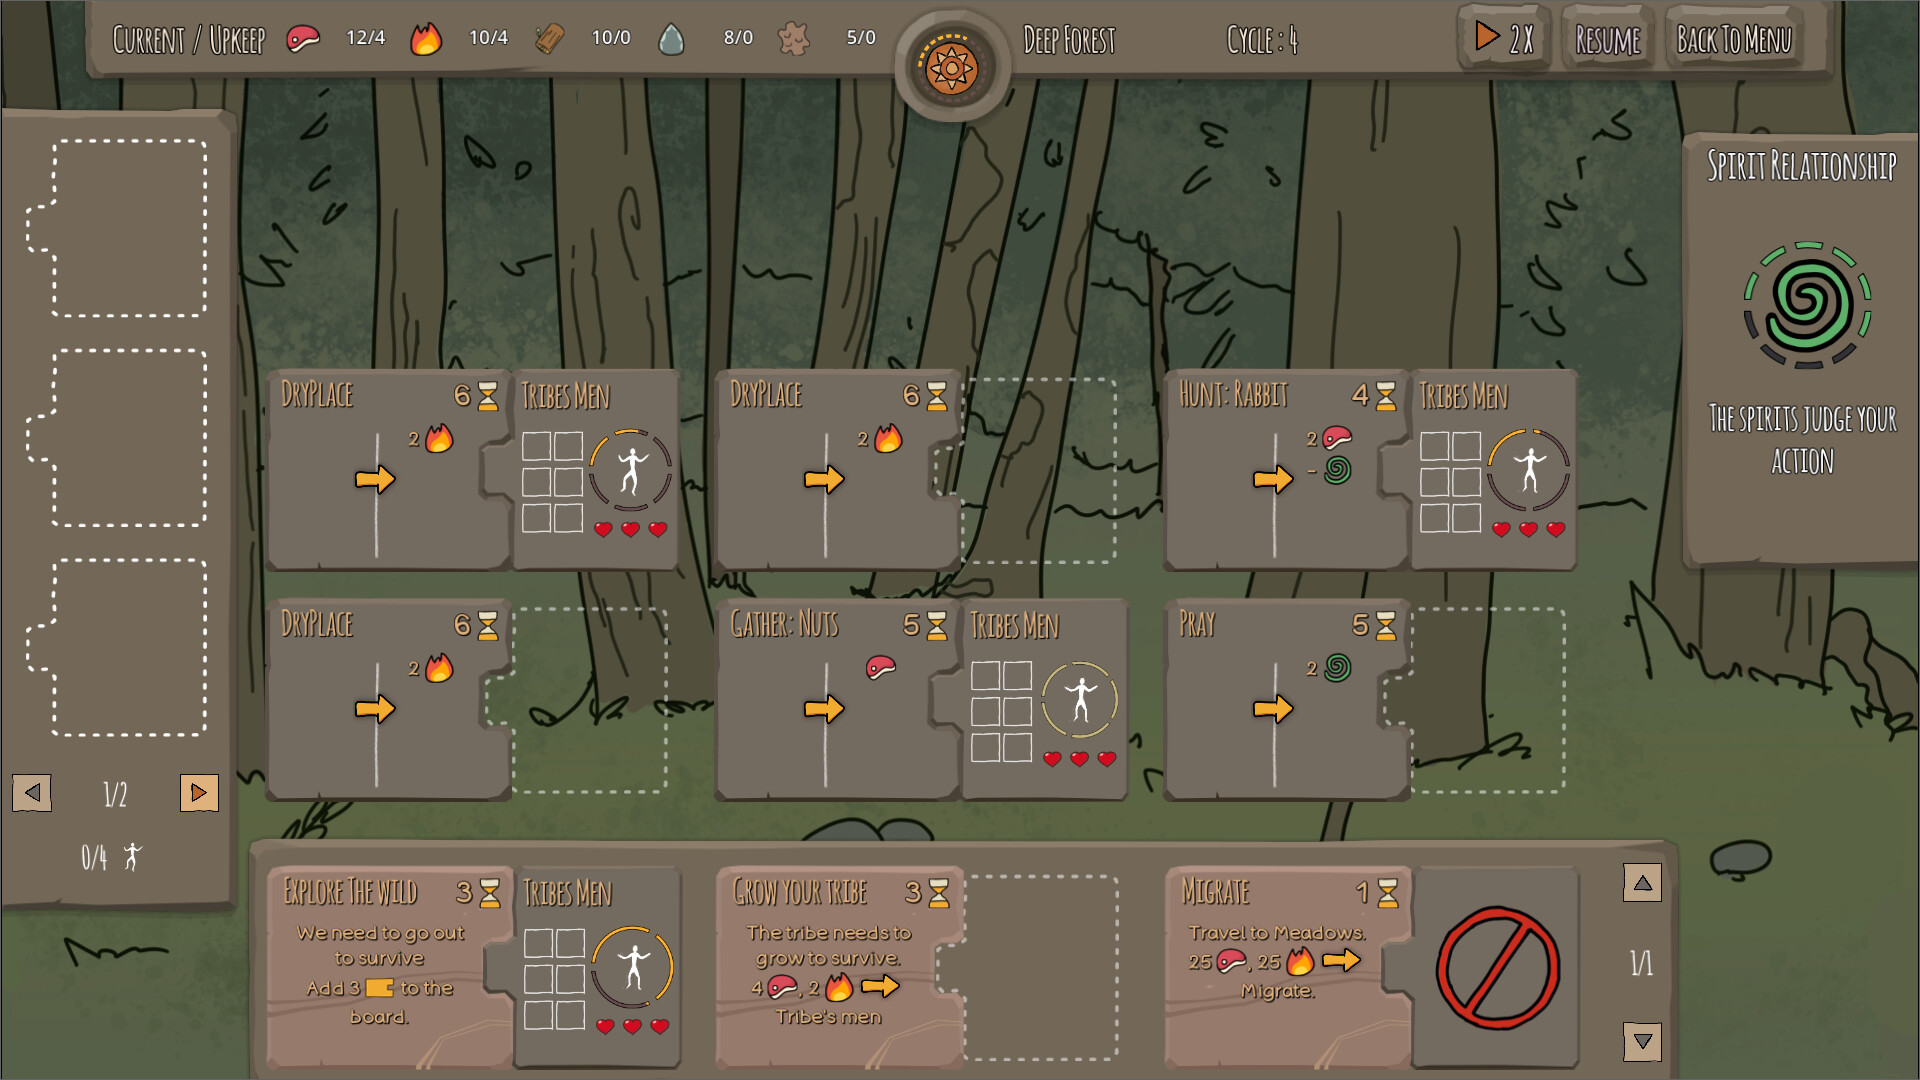 CURRENT / UPKEEP 12/4 10/4 10/0 8/0 5/0 DEEP FOREST CYCLE : 4 2X RESUME BACK TO MENU
SPIRIT RELATIONSHIP
THE SPIRITS JUDGE YOUR
ACTION
DRYPLACE 6 TRIBES MEN
2
DRYPLACE 6
2
HUNT: RABBIT 4 TRIBES MEN
2
-
DRYPLACE 6
2
GATHER: NUTS 5 TRIBES MEN
PRAY 5
2
1/2
0/4
EXPLORE THE WILD 3 TRIBES MEN
We need to go out
to survive
Add 3 to the
board.
GROW YOUR TRIBE 3
The tribe needs to
grow to survive.
4 , 2
Tribe's men
MIGRATE 1
Travel to Meadows.
25 , 25
Migrate.
1/1